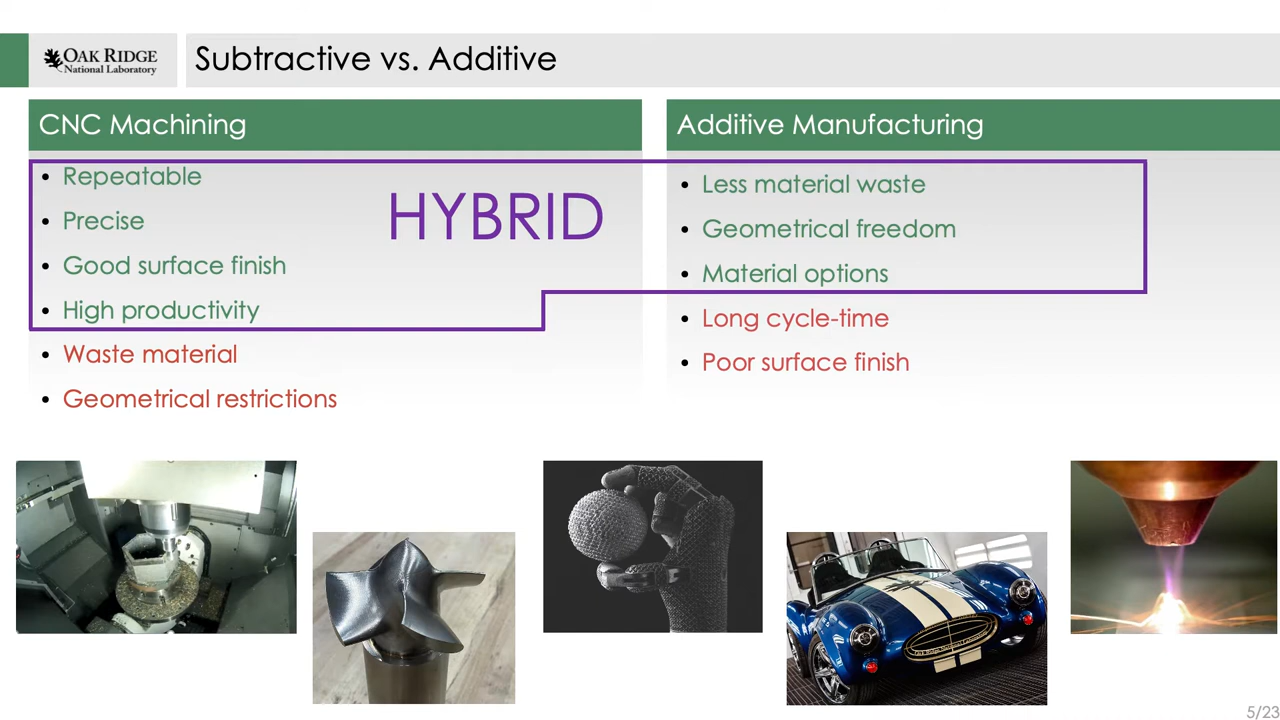 OAK RIDGE
National Laboratory
Subtractive vs. Additive
CNC Machining
• Repeatable
• Precise
• Good surface finish
• High productivity
• Waste material
• Geometrical restrictions
HYBRID
Additive Manufacturing
• Less material waste
• Geometrical freedom
• Material options
• Long cycle-time
• Poor surface finish
5/23